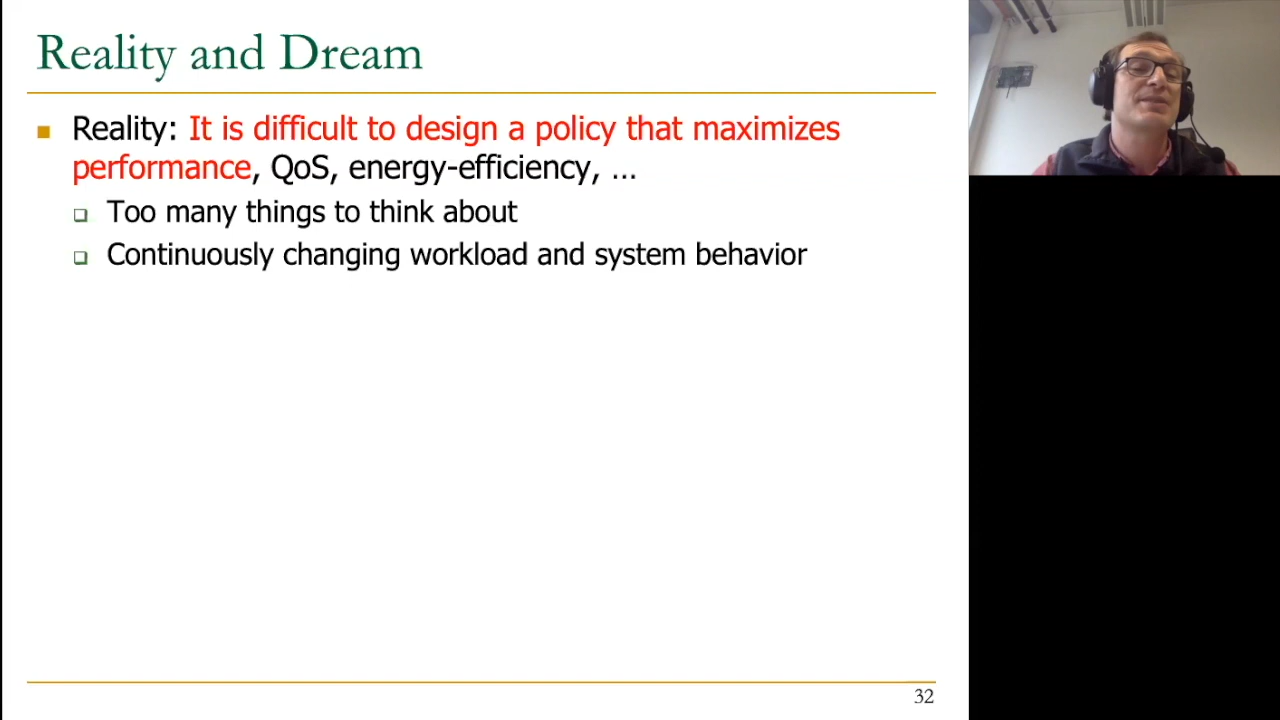 Reality and Dream
Reality: It is difficult to design a policy that maximizes
performance, QoS, energy-efficiency, ...
Too many things to think about
Continuously changing workload and system behavior
32